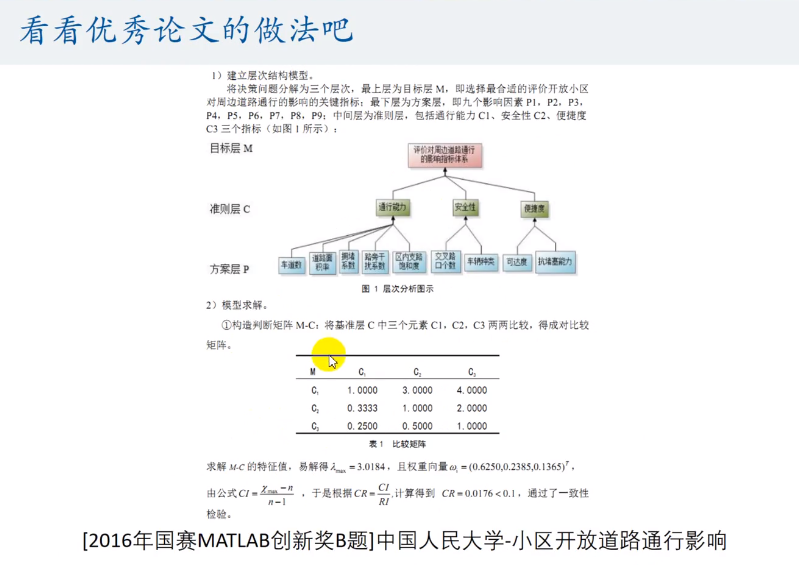 看看优秀论文的做法吧
1）建立层次结构模型。
将决策问题分解为三个层次，最上层为目标层 M，即选择最合适的评价开放小区
对周边道路通行的影响的关键指标；最下层为方案层，即九个影响因素 P1，P2，P3，
P4，P5，P6，P7，P8，P9；中间层为准则层，包括通行能力 C1、安全性 C2、便捷度
C3 三个指标（如图 1 所示）：
目标层 M
评价对周边道路通行
的影响指标体系
准则层 C
通行能力
安全性
便捷度
方案层 P
车道数
道路面
积率
拥堵
系数
路旁干
扰系数
区内支路
饱和度
交叉路
口个数
车辆种类
可达度
抗堵塞能力
图 1 层次分析图示
2）模型求解。
①构造判断矩阵 M-C：将基准层 C 中三个元素 C1，C2，C3 两两比较，得成对比较
矩阵。
M C₁ C₂ C₃
C₁ 1.0000 3.0000 4.0000
C₂ 0.3333 1.0000 2.0000
C₃ 0.2500 0.5000 1.0000
表 1 比较矩阵
求解 M-C 的特征值，易解得 λmax = 3.0184，且权重向量 ωi = (0.6250,0.2385,0.1365)ᵀ，
由公式 CI = (χmax − n)/(n−1)，于是根据 CR = CI/RI,计算得到 CR = 0.0176 < 0.1，通过了一致性
检验。
[2016年国赛MATLAB创新奖B题]中国人民大学-小区开放道路通行影响